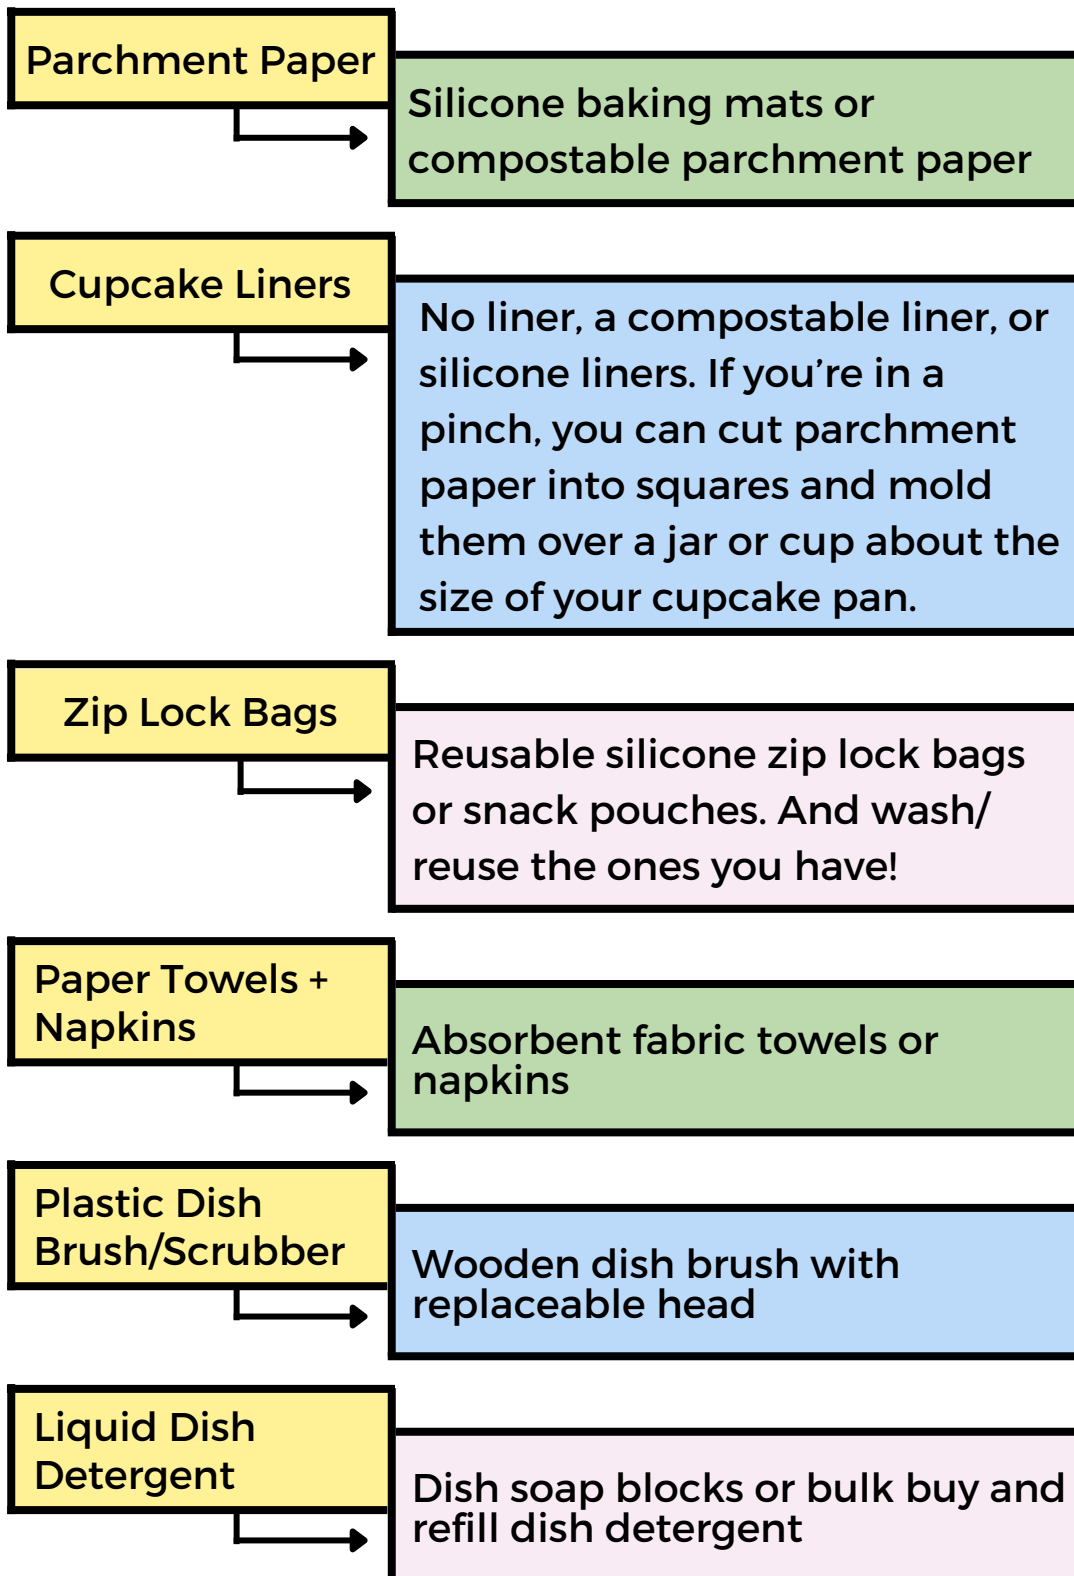 Parchment Paper
Silicone baking mats or
compostable parchment paper
Cupcake Liners
No liner, a compostable liner, or
silicone liners. If you’re in a
pinch, you can cut parchment
paper into squares and mold
them over a jar or cup about the
size of your cupcake pan.
Zip Lock Bags
Reusable silicone zip lock bags
or snack pouches. And wash/
reuse the ones you have!
Paper Towels +
Napkins
Absorbent fabric towels or
napkins
Plastic Dish
Brush/Scrubber
Wooden dish brush with
replaceable head
Liquid Dish
Detergent
Dish soap blocks or bulk buy and
refill dish detergent